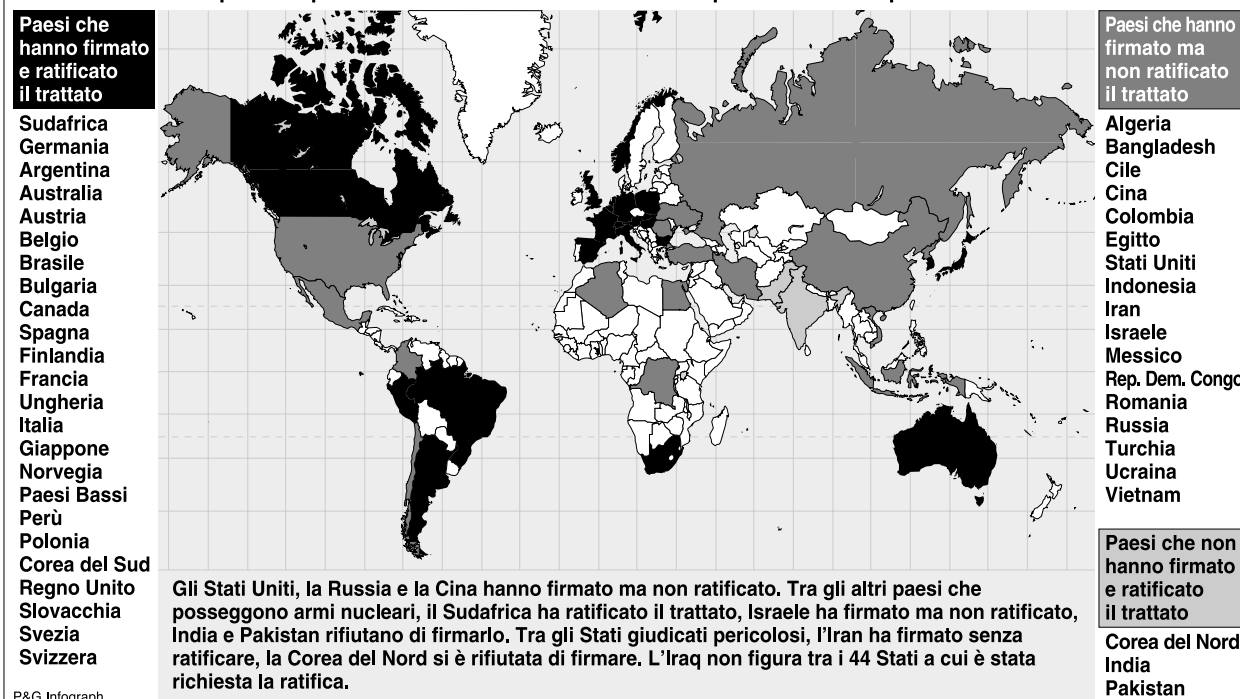 Paesi che
hanno firmato
e ratificato
il trattato
Sudafrica
Germania
Argentina
Australia
Austria
Belgio
Brasile
Bulgaria
Canada
Spagna
Finlandia
Francia
Ungheria
Italia
Giappone
Norvegia
Paesi Bassi
Perù
Polonia
Corea del Sud
Regno Unito
Slovacchia
Svezia
Svizzera
P&G Infograph
Gli Stati Uniti, la Russia e la Cina hanno firmato ma non ratificato. Tra gli altri paesi che
posseggono armi nucleari, il Sudafrica ha ratificato il trattato, Israele ha firmato ma non ratificato,
India e Pakistan rifiutano di firmarlo. Tra gli Stati giudicati pericolosi, l'Iran ha firmato senza
ratificare, la Corea del Nord si è rifiutata di firmare. L'Iraq non figura tra i 44 Stati a cui è stata
richiesta la ratifica.
Paesi che hanno
firmato ma
non ratificato
il trattato
Algeria
Bangladesh
Cile
Cina
Colombia
Egitto
Stati Uniti
Indonesia
Iran
Israele
Messico
Rep. Dem. Congo
Romania
Russia
Turchia
Ucraina
Vietnam
Paesi che non
hanno firmato
e ratificato
il trattato
Corea del Nord
India
Pakistan